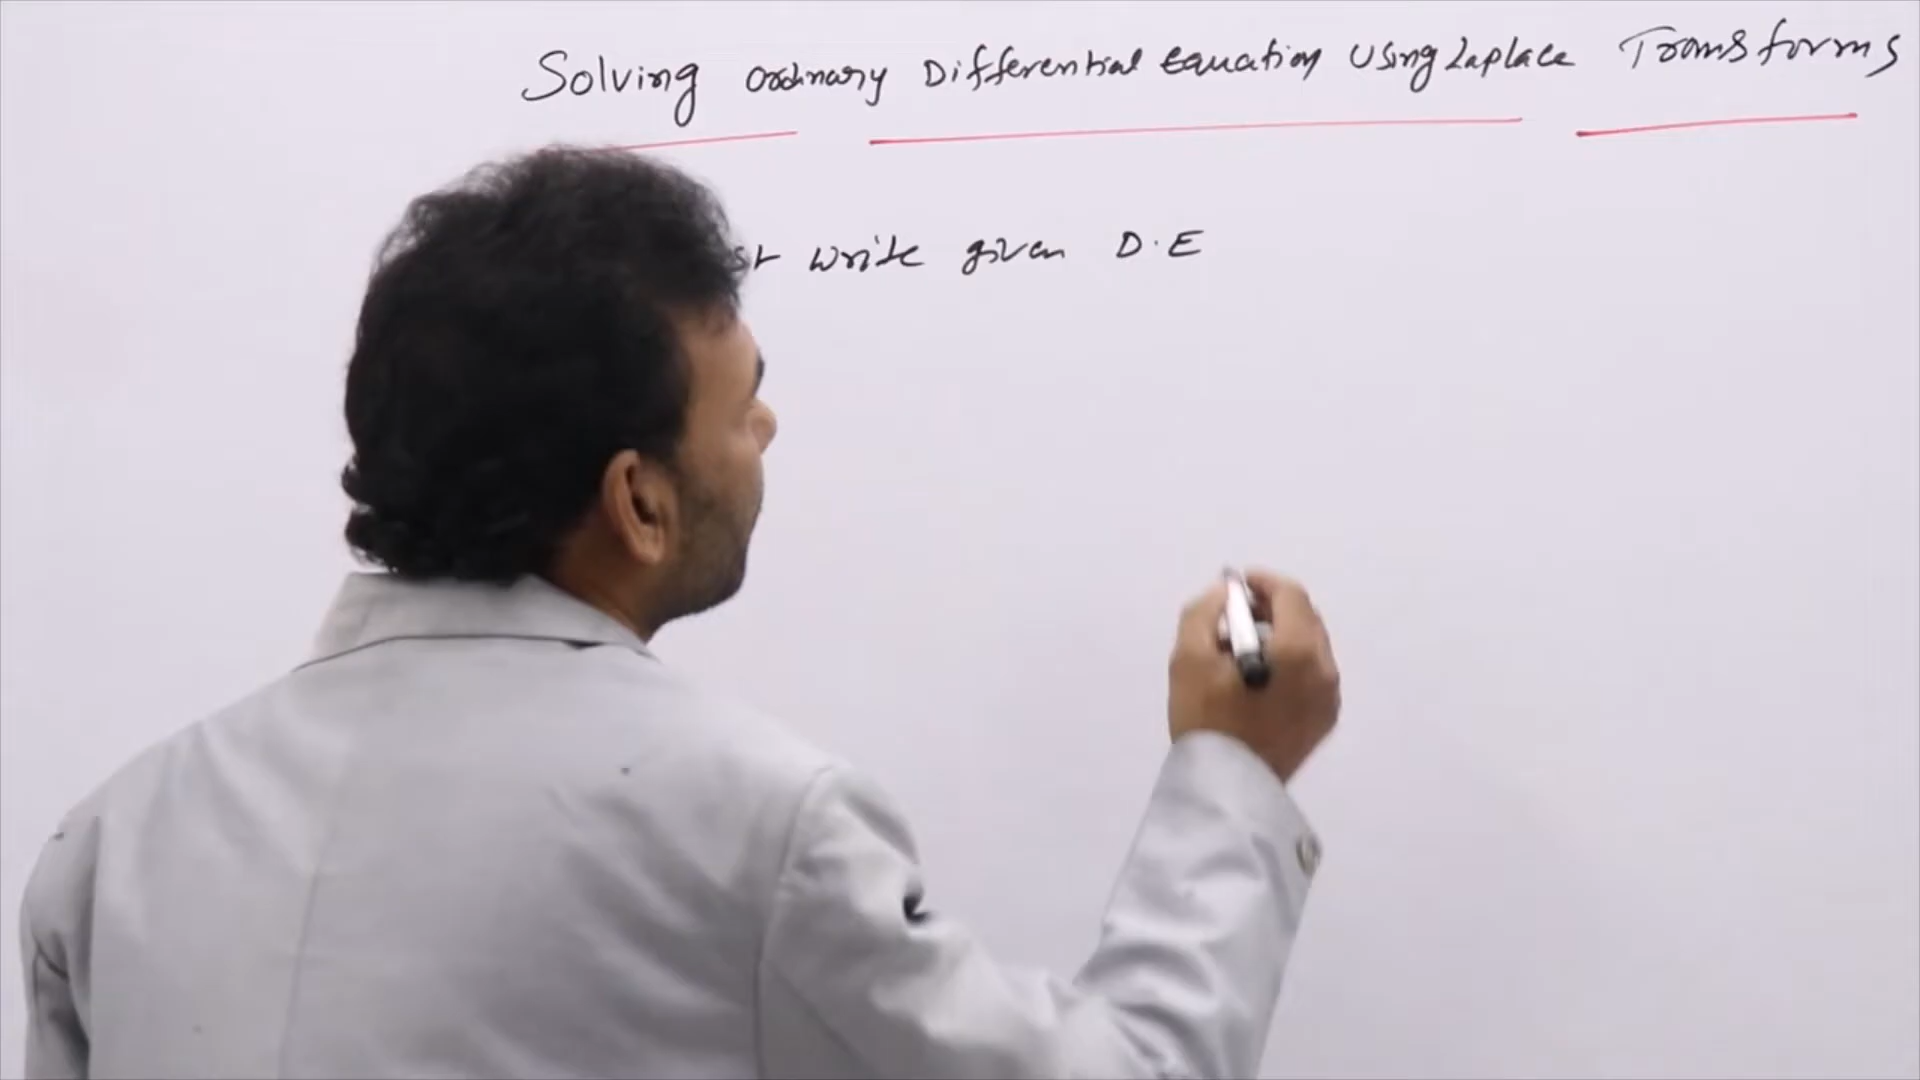 Solving Ordinary Differential Equation Using Laplace Transforms
write given D.E